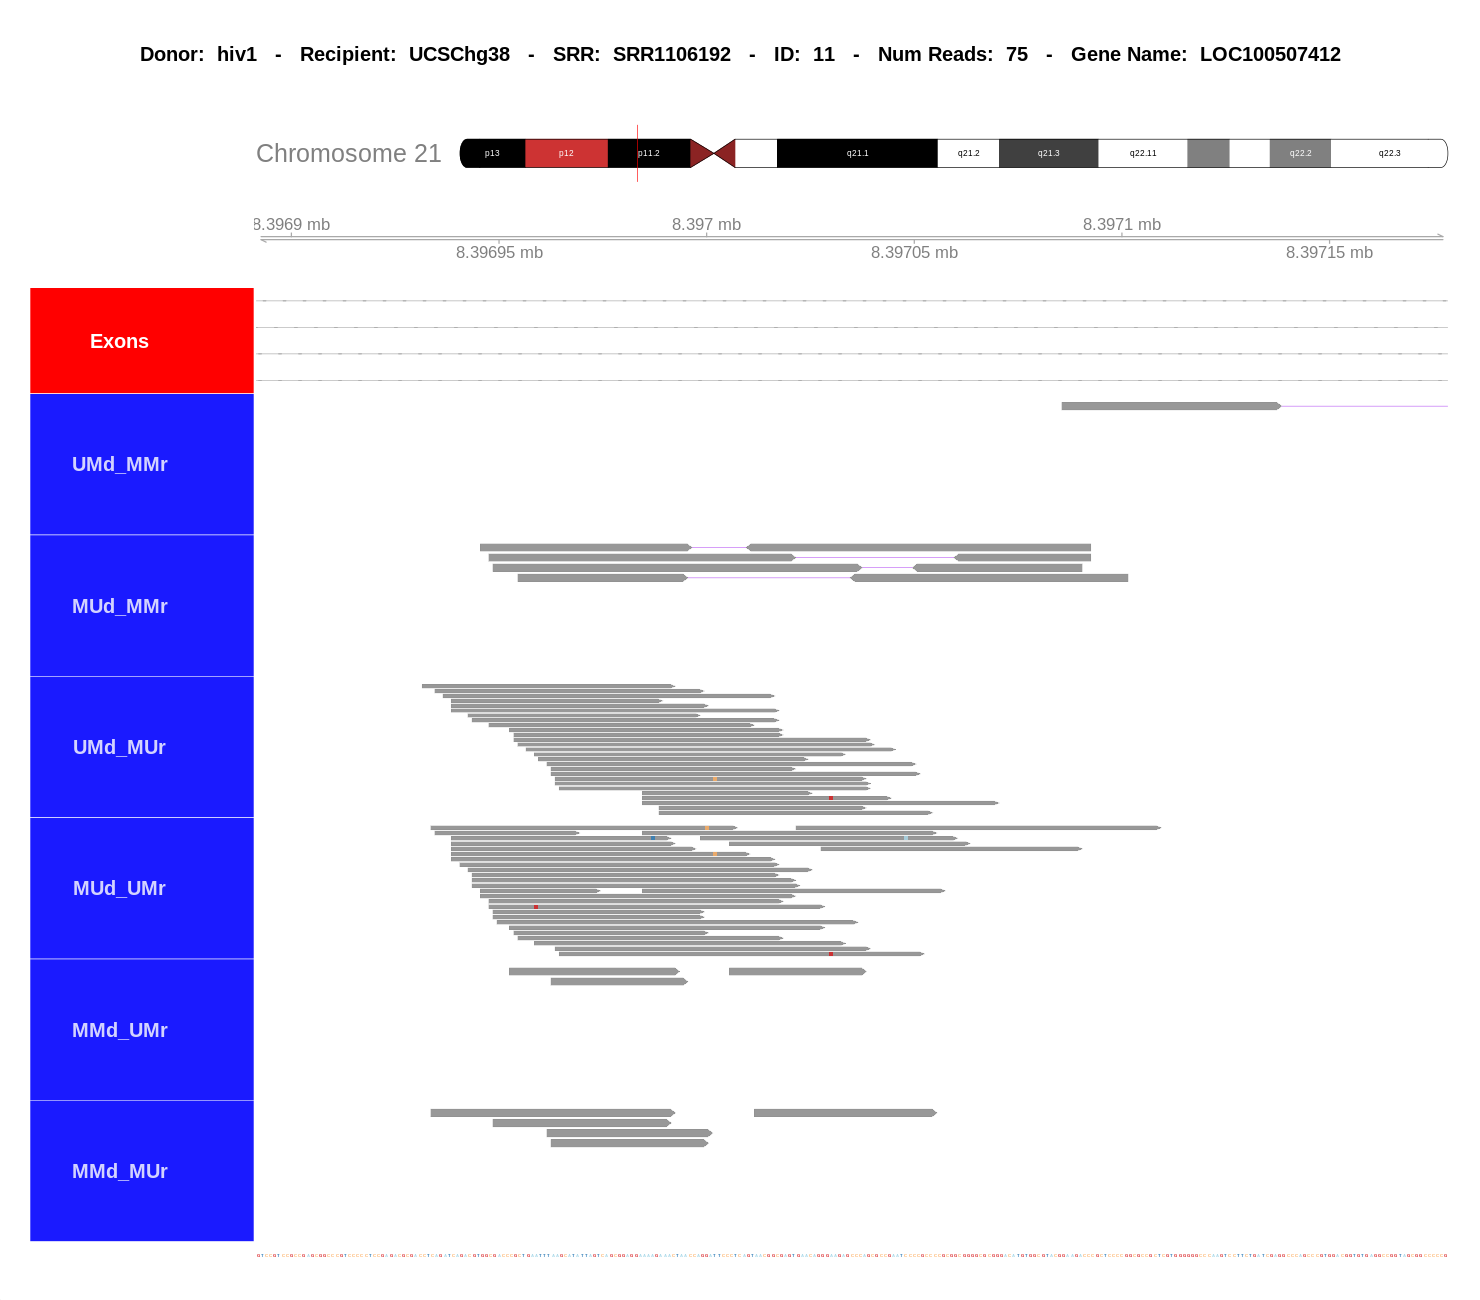 Donor: hiv1 - Recipient: UCSChg38 - SRR: SRR1106192 - ID: 11 - Num Reads: 75 - Gene Name: LOC100507412
Chromosome 21 p13 p12 p11.2 q21.1 q21.2 q21.3 q22.11 q22.2 q22.3
8.3969 mb 8.397 mb 8.3971 mb
8.39695 mb 8.39705 mb 8.39715 mb
Exons
UMd_MMr
MUd_MMr
UMd_MUr
MUd_UMr
MMd_UMr
MMd_MUr